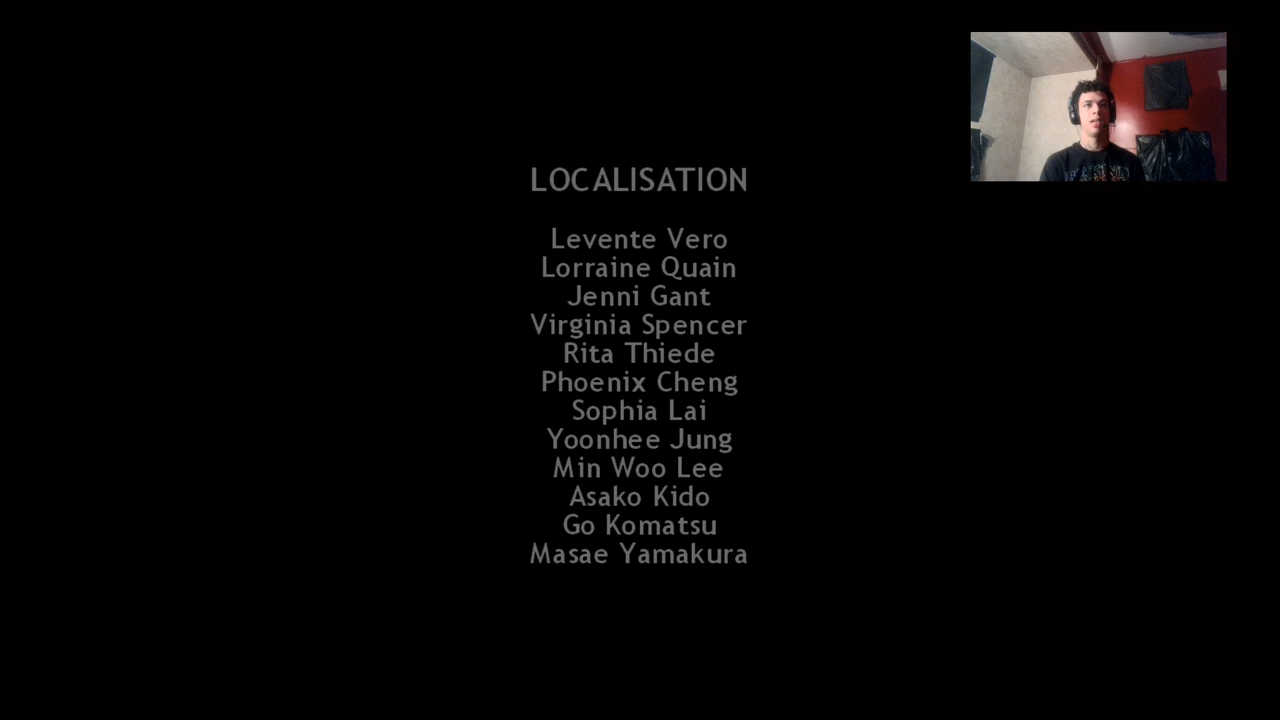 LOCALISATION
Levente Vero
Lorraine Quain
Jenni Gant
Virginia Spencer
Rita Thiede
Phoenix Cheng
Sophia Lai
Yoonhee Jung
Min Woo Lee
Asako Kido
Go Komatsu
Masae Yamakura